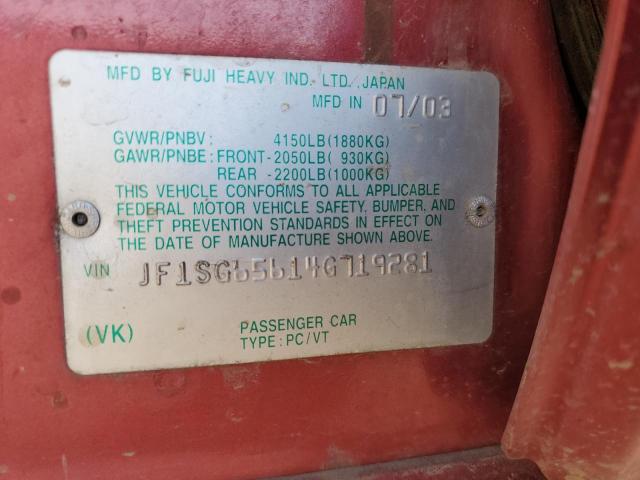 MFD BY FUJI HEAVY IND. LTD. JAPAN
MFD IN 07/03
GVWR/PNBV: 4150LB(1880KG)
GAWR/PNBE: FRONT-2050LB( 930KG)
REAR -2200LB(1000KG)
THIS VEHICLE CONFORMS TO ALL APPLICABLE
FEDERAL MOTOR VEHICLE SAFETY, BUMPER, AND
THEFT PREVENTION STANDARDS IN EFFECT ON
THE DATE OF MANUFACTURE SHOWN ABOVE.
VIN JF1SG65614G719281
(VK) PASSENGER CAR
TYPE: PC/VT